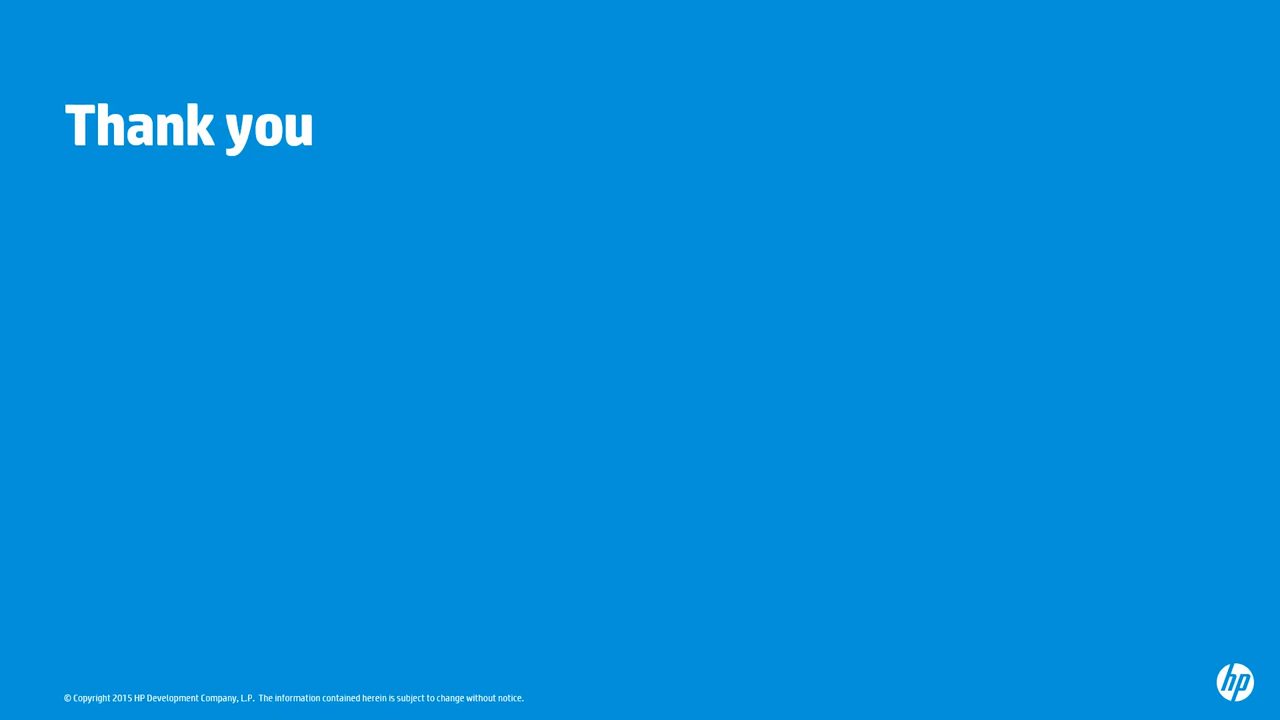 Thank you
© Copyright 2015 HP Development Company, L.P. The information contained herein is subject to change without notice.
hp